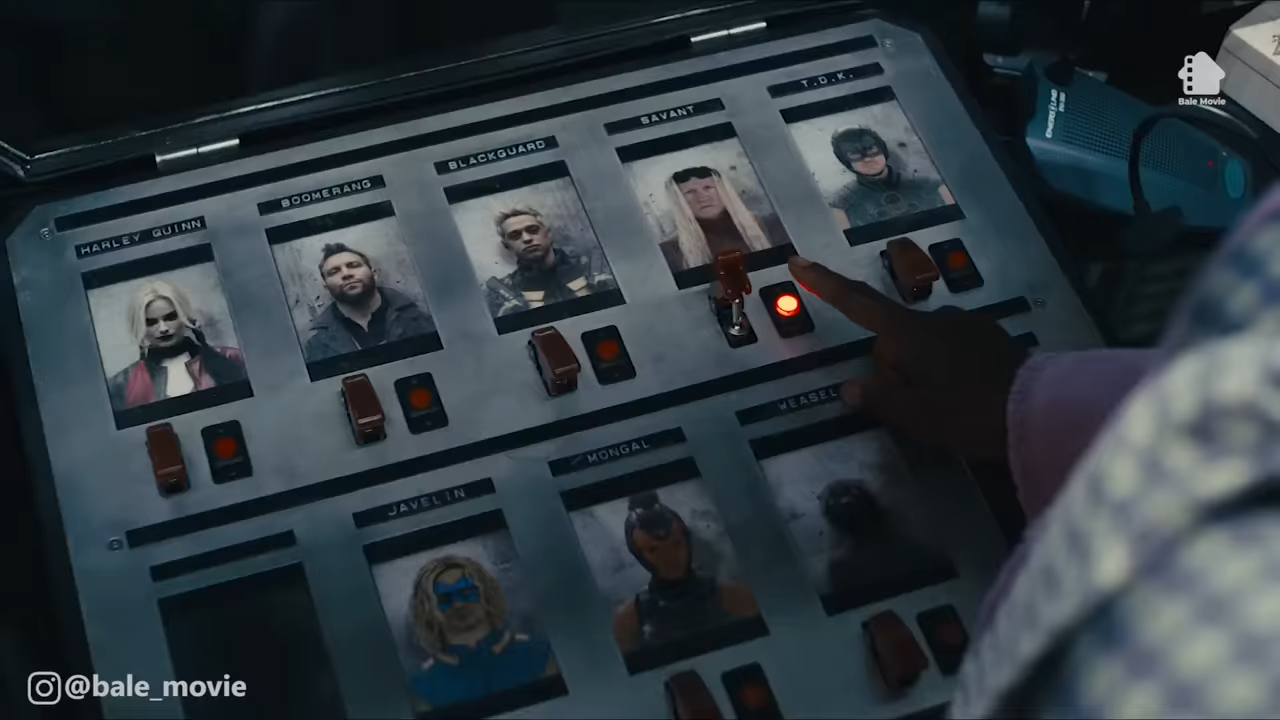 Bale Movie
T.D.K.
SAVANT
BLACKGUARD
BOOMERANG
HARLEY QUINN
WEASEL
MONGAL
JAVELIN
@bale_movie